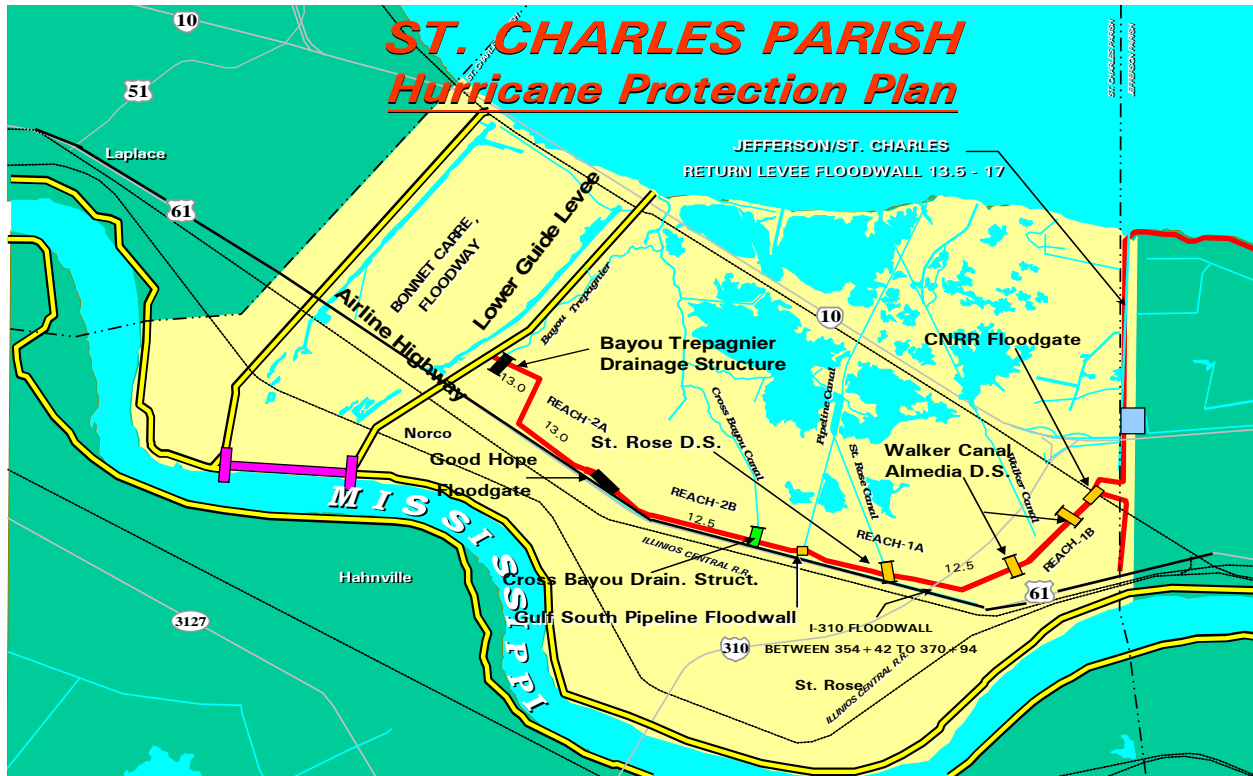 ST. CHARLES PARISH
Hurricane Protection Plan
10
51
ST. CHARLES PARISH
JEFFERSON PARISH
JEFFERSON/ST. CHARLES
RETURN LEVEE FLOODWALL 13.5 - 17
Laplace
61
BONNET CARRE,
FLOODWAY
Lower Guide Levee
Airline Highway
Bayou Trepagnier
10
CNRR Floodgate
Bayou Trepagnier
Drainage Structure
13.0
REACH-2A
13.0
Cross Bayou Canal
Pipeline Canal
St. Rose Canal
Walker Canal
Norco
St. Rose D.S.
Walker Canal
Almedia D.S.
Good Hope
Floodgate
MISSISSIPPI
REACH-2B
12.5
REACH-1A
12.5
REACH-1B
ILLINIOS CENTRAL R.R.
Cross Bayou Drain. Struct.
Hahnville
61
Gulf South Pipeline Floodwall
3127
I-310 FLOODWALL
BETWEEN 354+42 TO 370+94
310
St. Rose
ILLINIOS CENTRAL R.R.